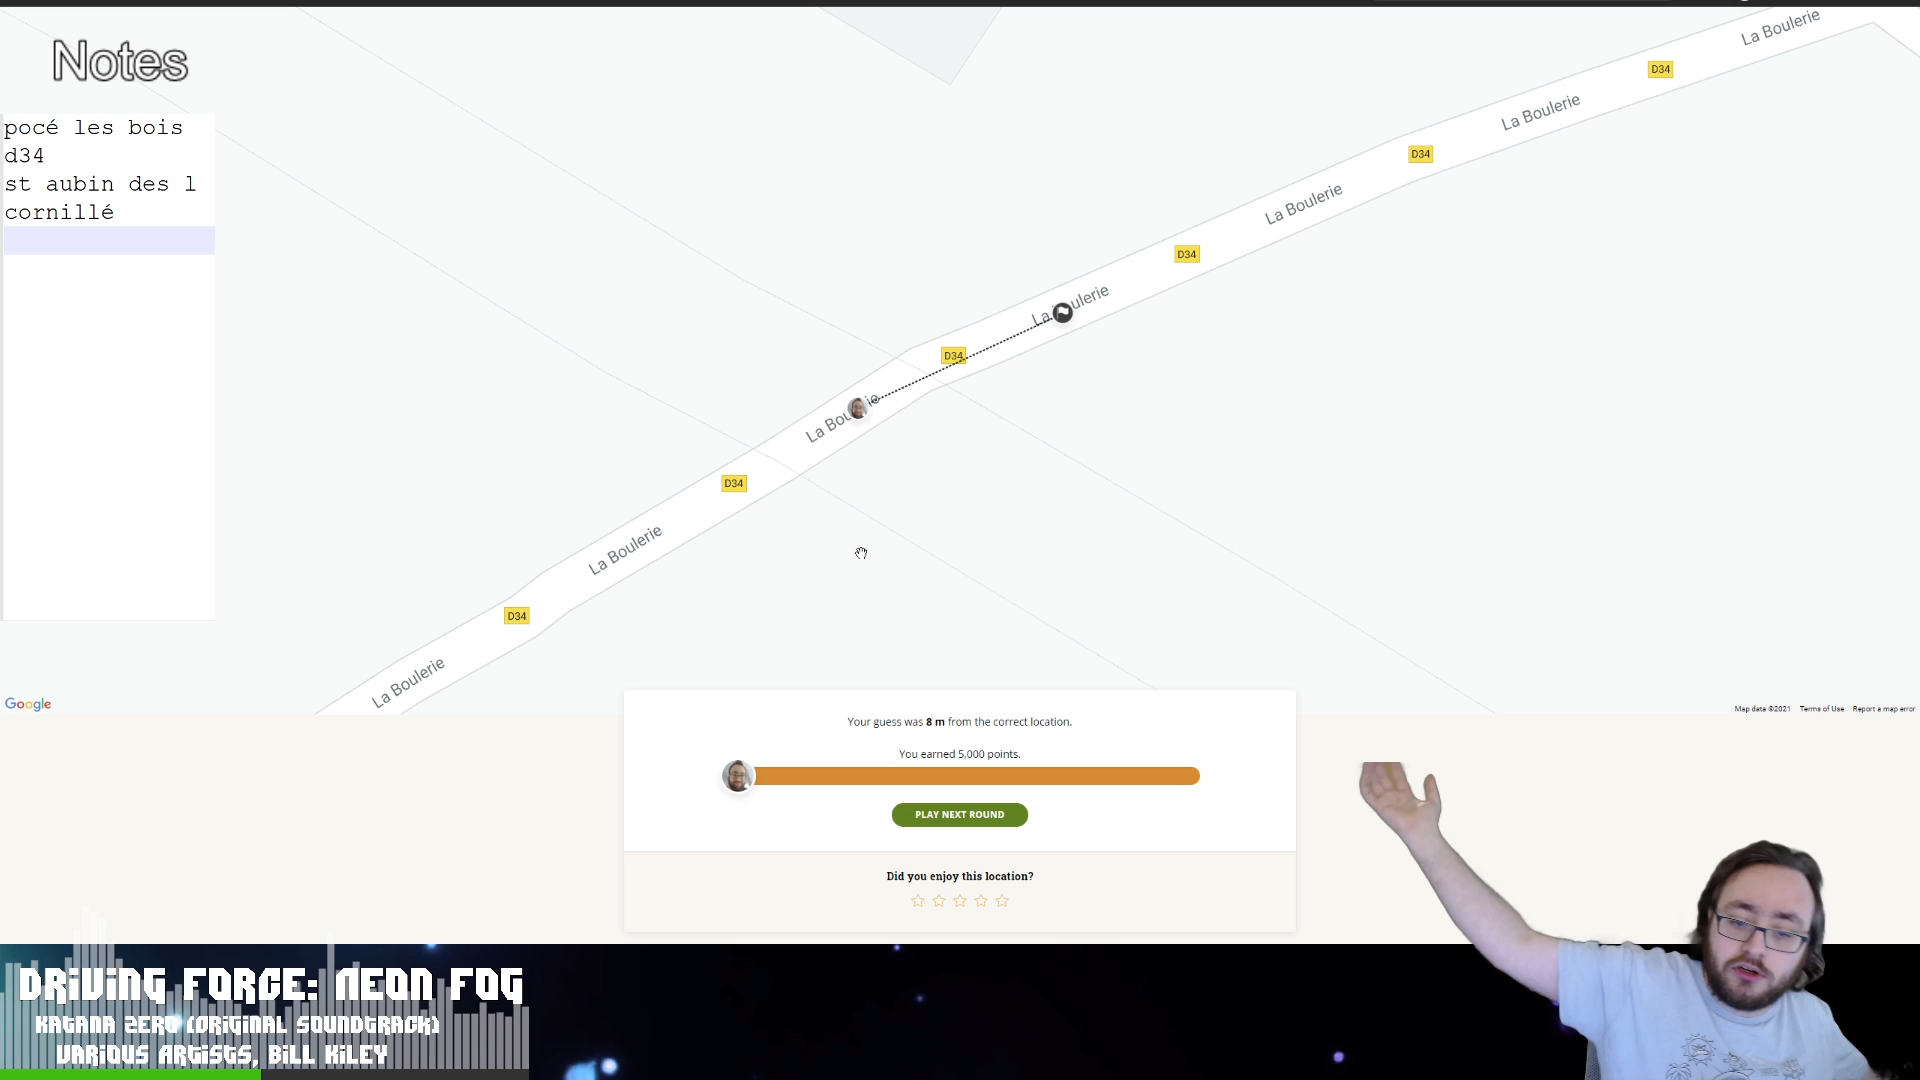 Notes
pocé les bois
d34
st aubin des l
cornillé
La Boulerie
D34
La Boulerie
D34
La Boulerie
D34
La Boulerie
D34
La Boulerie
D34
La Boulerie
D34
La Boulerie
Google
Map data ©2021 Terms of Use Report a map error
Your guess was 8 m from the correct location.
You earned 5,000 points.
PLAY NEXT ROUND
Did you enjoy this location?
DRIVING FORCE: NEON FOG
KATANA ZERO (ORIGINAL SOUNDTRACK)
VARIOUS ARTISTS, BILL KILEY